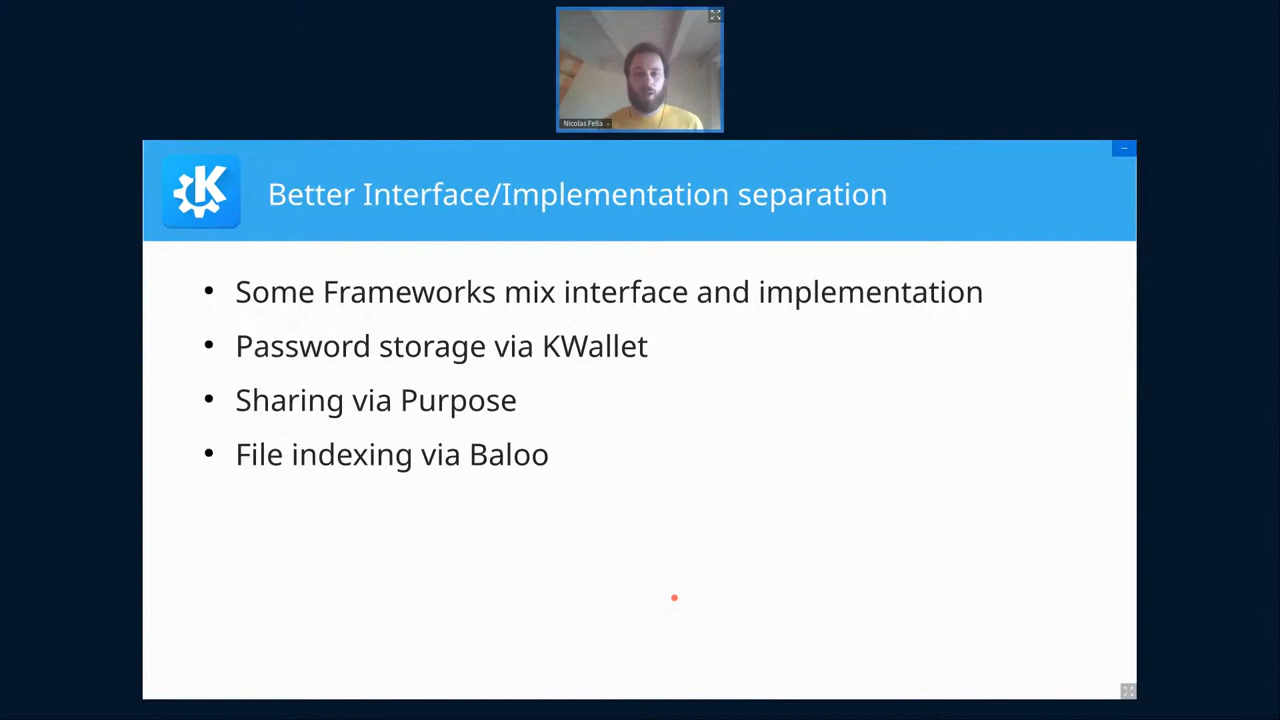 Nicolas Fella
Better Interface/Implementation separation
• Some Frameworks mix interface and implementation
• Password storage via KWallet
• Sharing via Purpose
• File indexing via Baloo